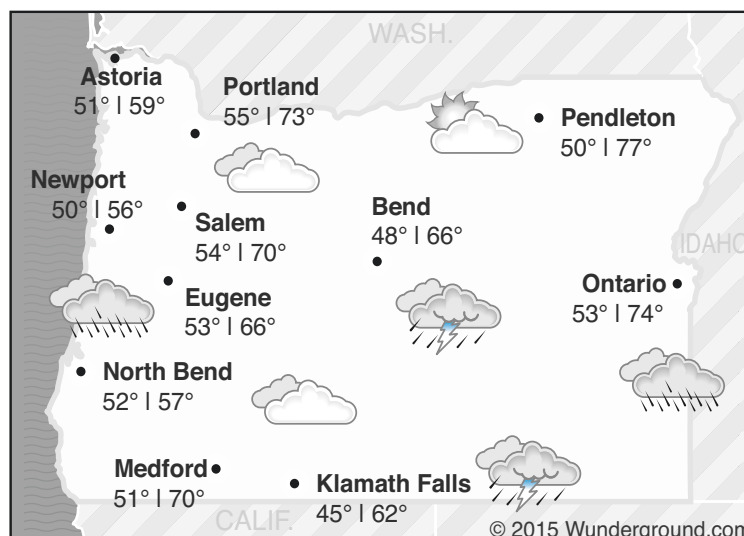 WASH.
Astoria
51° | 59°
Portland
55° | 73°
Pendleton
50° | 77°
Newport
50° | 56°
Salem
54° | 70°
Bend
48° | 66°
IDAHO
Eugene
53° | 66°
Ontario
53° | 74°
North Bend
52° | 57°
Medford
51° | 70°
Klamath Falls
45° | 62°
CALIF.
© 2015 Wunderground.com